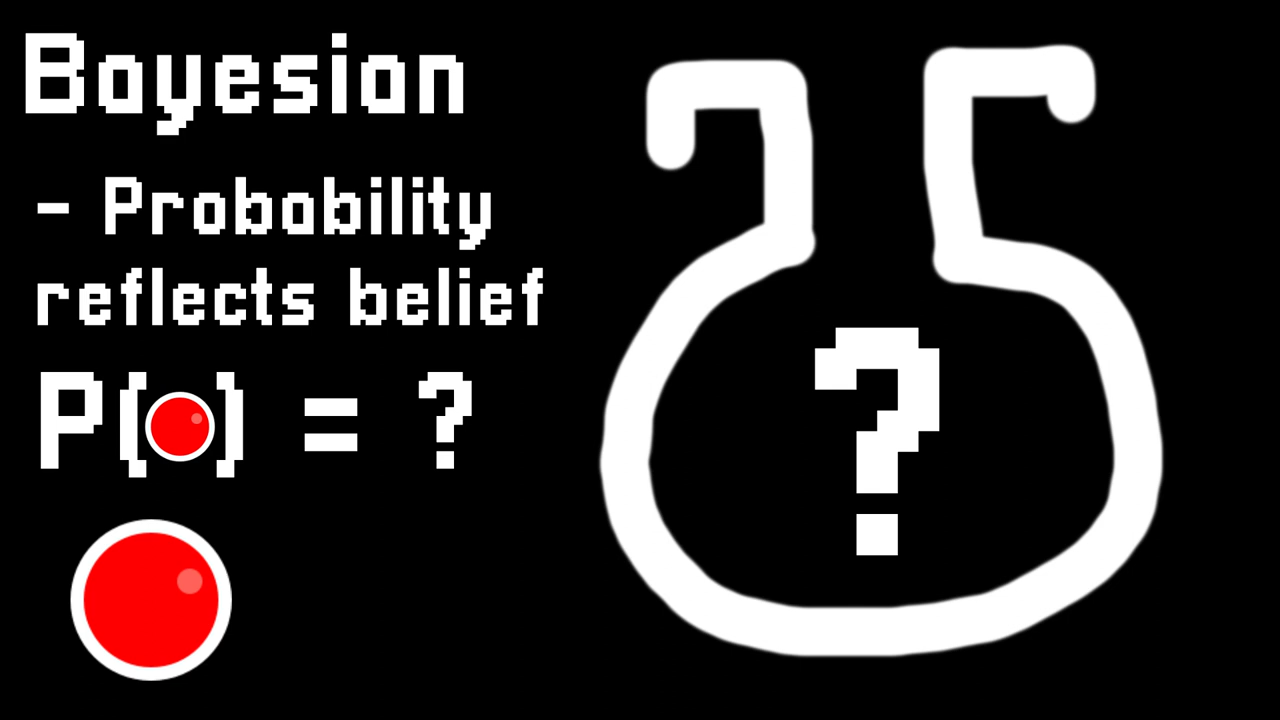 Bayesian
- Probability
reflects belief
P( ) = ?
?